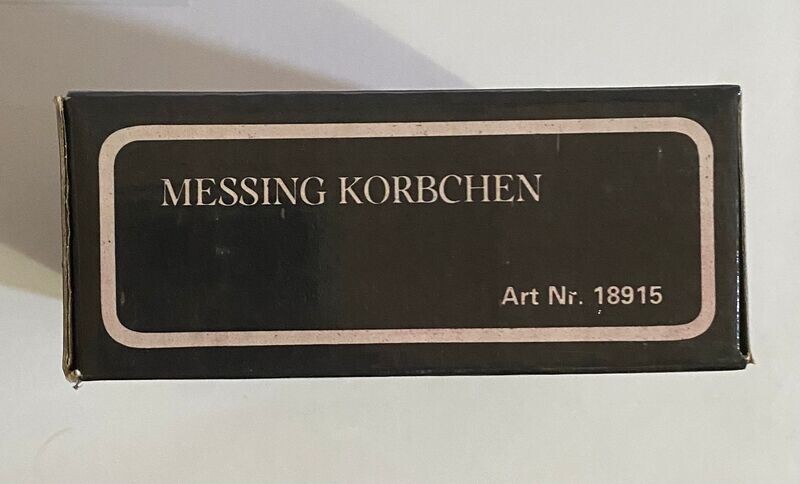 MESSING KORBCHEN
Art Nr. 18915